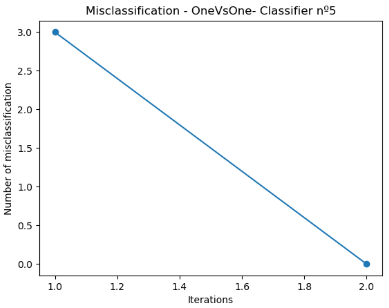 Misclassification - OneVsOne- Classifier nº5
Number of misclassification
3.0
2.5
2.0
1.5
1.0
0.5
0.0
1.0 1.2 1.4 1.6 1.8 2.0
Iterations